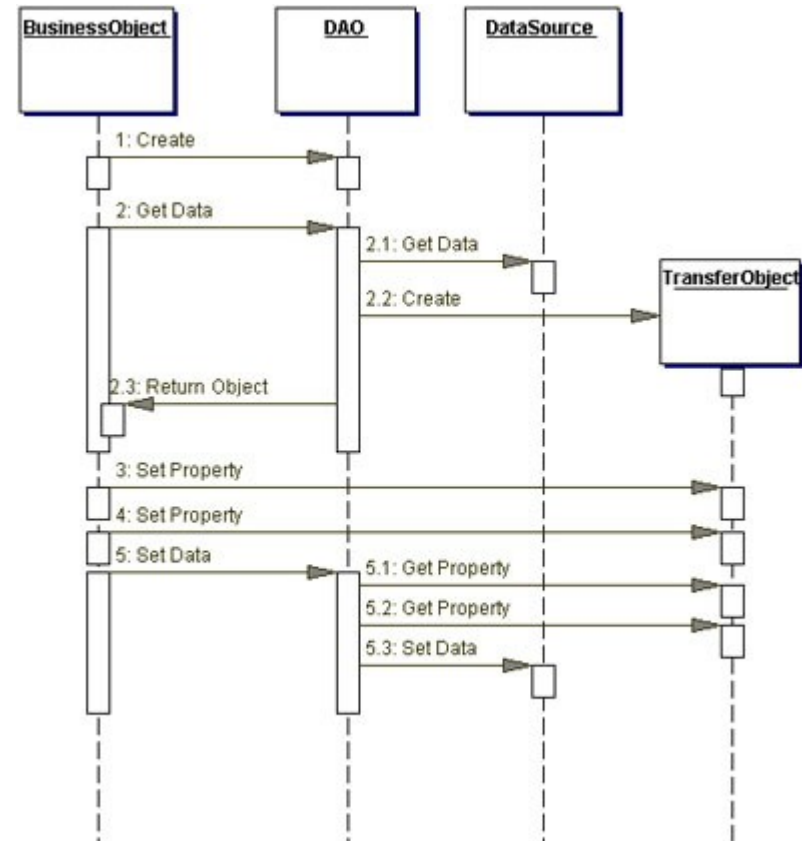 BusinessObject
DAO
DataSource
1: Create
2: Get Data
2.1: Get Data
TransferObject
2.2: Create
2.3: Return Object
3: Set Property
4: Set Property
5: Set Data
5.1: Get Property
5.2: Get Property
5.3: Set Data